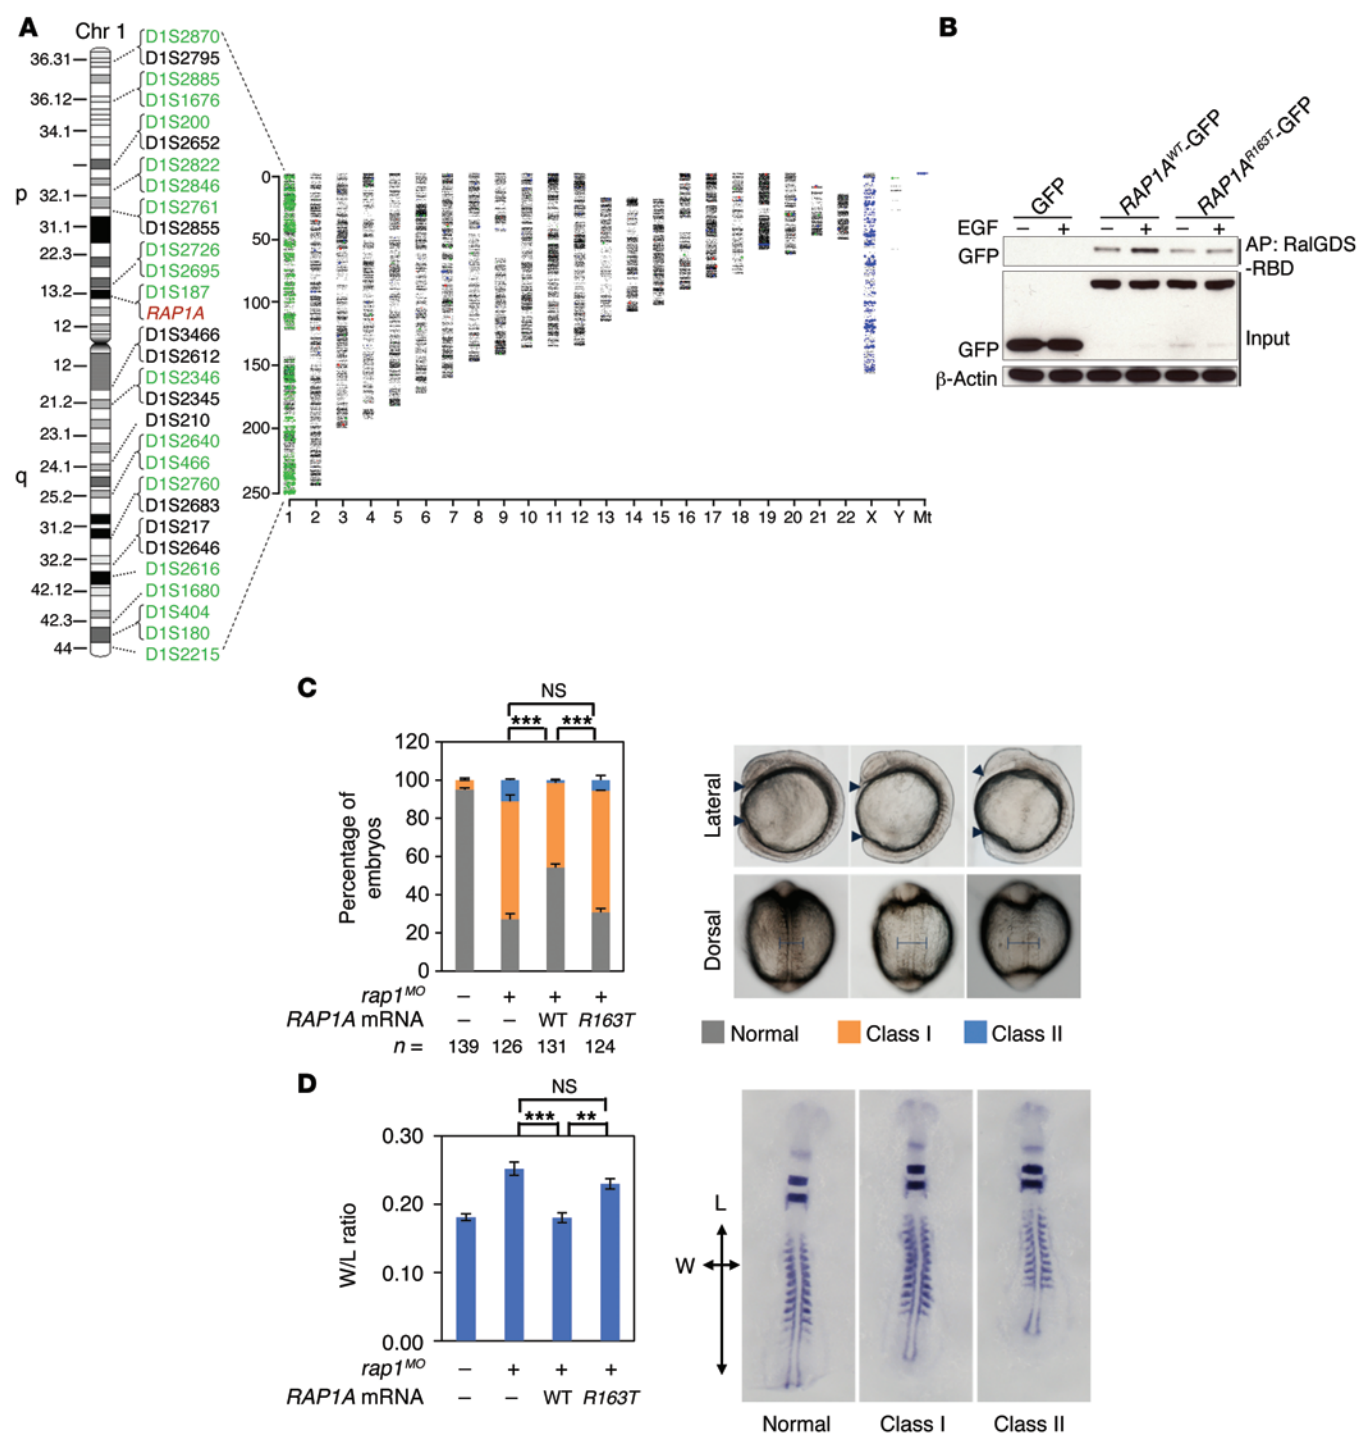 A
Chr 1
D1S2870
36.31
D1S2795
D1S2885
36.12
D1S1676
D1S200
34.1
D1S2652
D1S2822
p
D1S2846
32.1
D1S2761
31.1
D1S2855
D1S2726
22.3
D1S2695
13.2
D1S187
RAP1A
12
D1S3466
D1S2612
12
D1S2346
D1S2345
21.2
D1S210
23.1
D1S2640
24.1
D1S466
q
D1S2760
25.2
D1S2683
31.2
D1S217
D1S2646
32.2
D1S2616
42.12
D1S1680
D1S404
42.3
D1S180
44
D1S2215
0
50
100
150
200
250
1 2 3 4 5 6 7 8 9 10 11 12 13 14 15 16 17 18 19 20 21 22 X Y Mt
B
GFP RAP1A^WT-GFP RAP1A^R163T-GFP
EGF – + – + – +
GFP AP: RalGDS
-RBD
Input
GFP
β-Actin
C
NS
*** ***
120
100
80
60
40
20
0
Percentage of
embryos
rap1^MO – + + +
RAP1A mRNA – – WT R163T
n = 139 126 131 124
Lateral
Dorsal
Normal Class I Class II
D
NS
*** **
0.30
0.20
0.10
0.00
W/L ratio
rap1^MO – + + +
RAP1A mRNA – – WT R163T
L
W
Normal Class I Class II